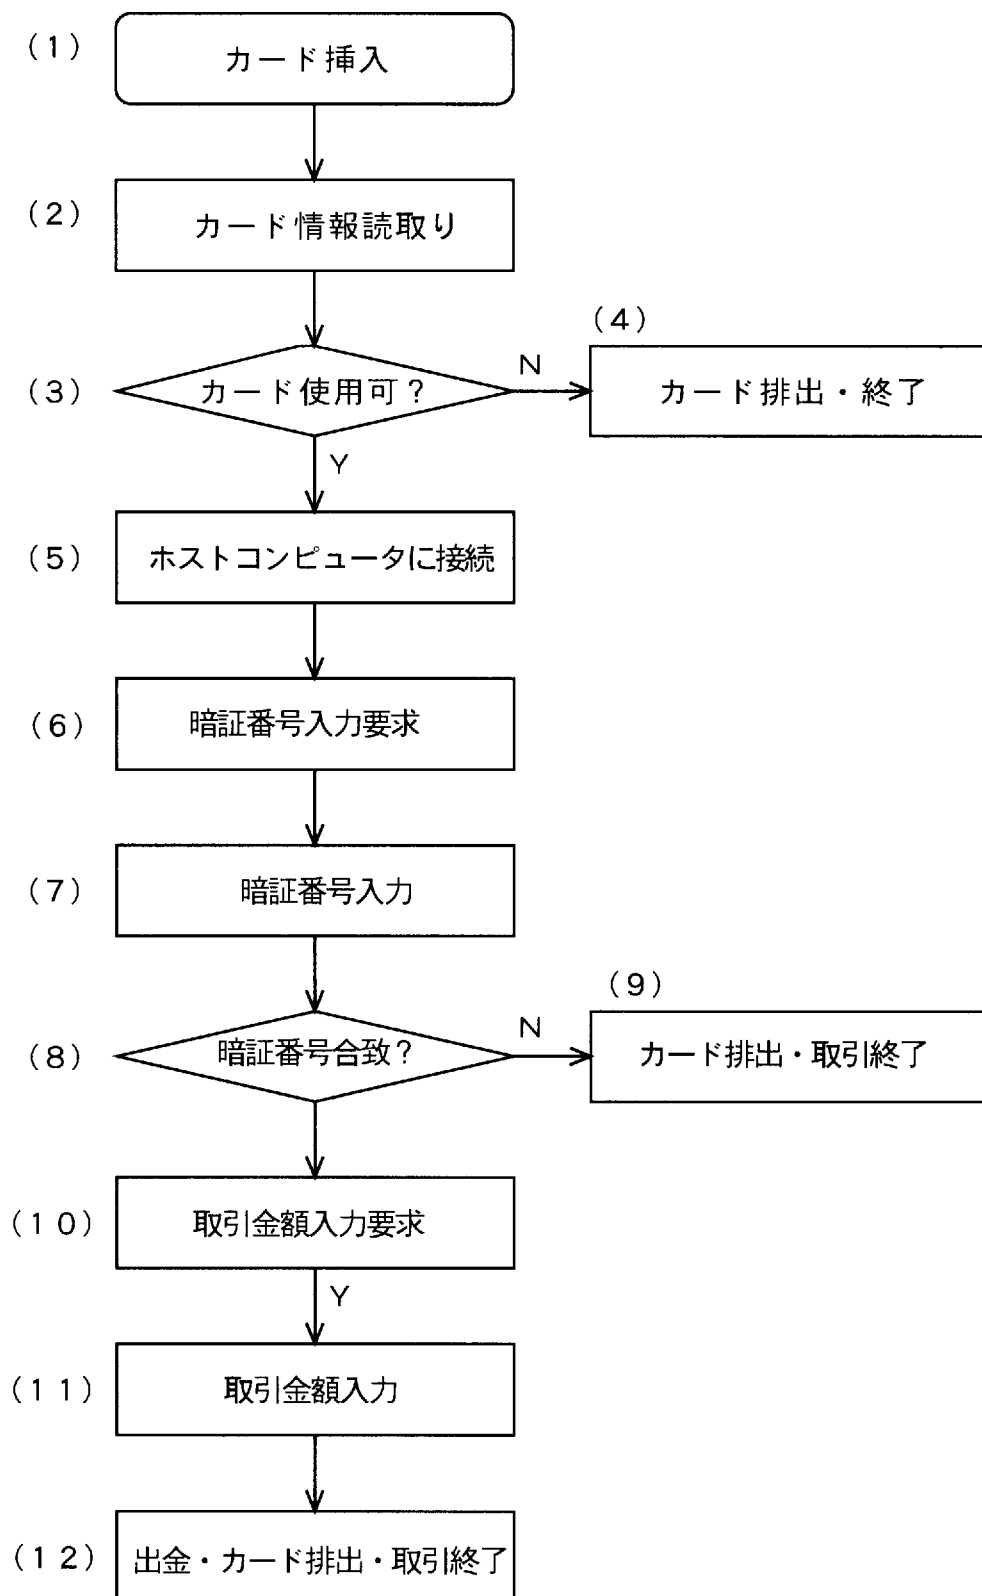 (1)
カード挿入
(2)
カード情報読取り
(3)
カード使用可？
N
(4)
カード排出・終了
Y
(5)
ホストコンピュータに接続
(6)
暗証番号入力要求
(7)
暗証番号入力
(8)
暗証番号合致？
N
(9)
カード排出・取引終了
(10)
取引金額入力要求
Y
(11)
取引金額入力
(12)
出金・カード排出・取引終了